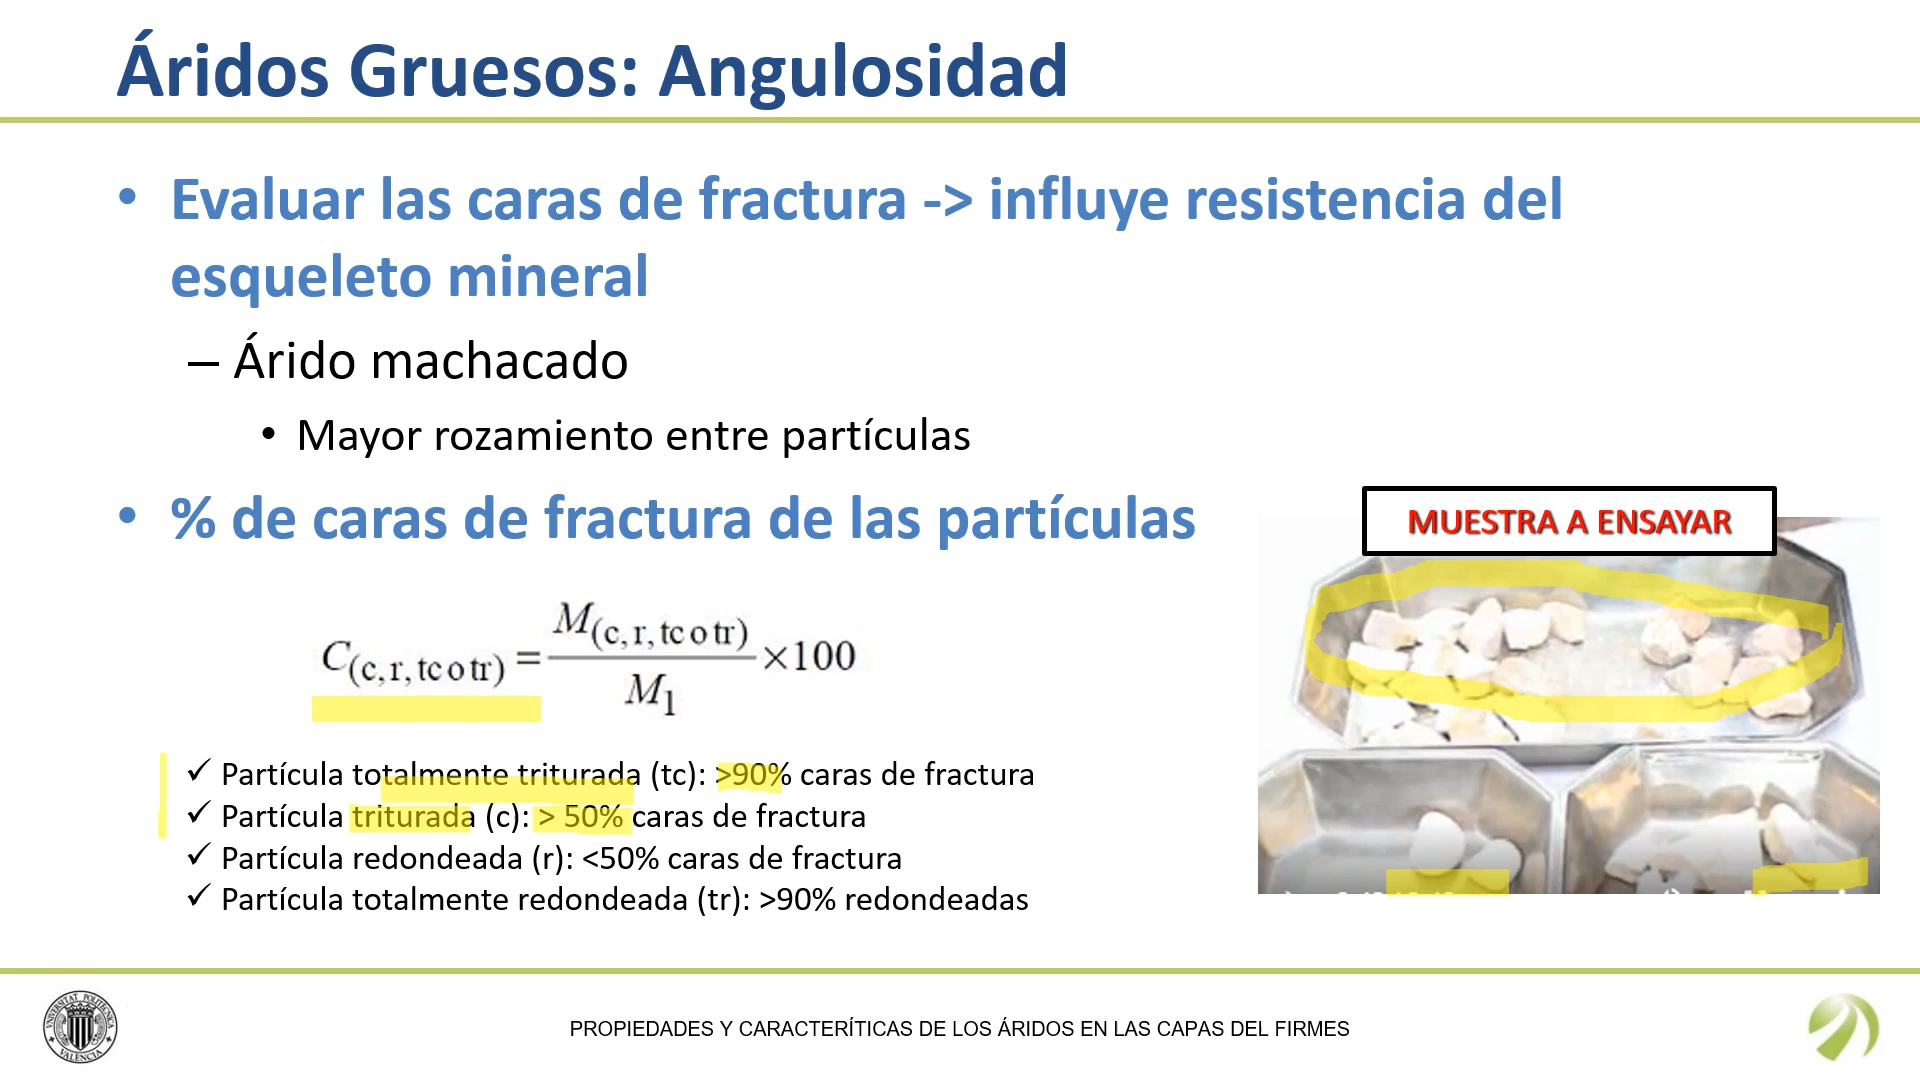 Áridos Gruesos: Angulosidad
• Evaluar las caras de fractura -> influye resistencia del
esqueleto mineral
– Árido machacado
• Mayor rozamiento entre partículas
• % de caras de fractura de las partículas
MUESTRA A ENSAYAR
C(c,r,tc o tr) = M(c,r,tc o tr) / M1 ×100
✓ Partícula totalmente triturada (tc): >90% caras de fractura
✓ Partícula triturada (c): > 50% caras de fractura
✓ Partícula redondeada (r): <50% caras de fractura
✓ Partícula totalmente redondeada (tr): >90% redondeadas
UNIVERSITAT POLITECNICA
VALENCIA
PROPIEDADES Y CARACTERÍTICAS DE LOS ÁRIDOS EN LAS CAPAS DEL FIRMES